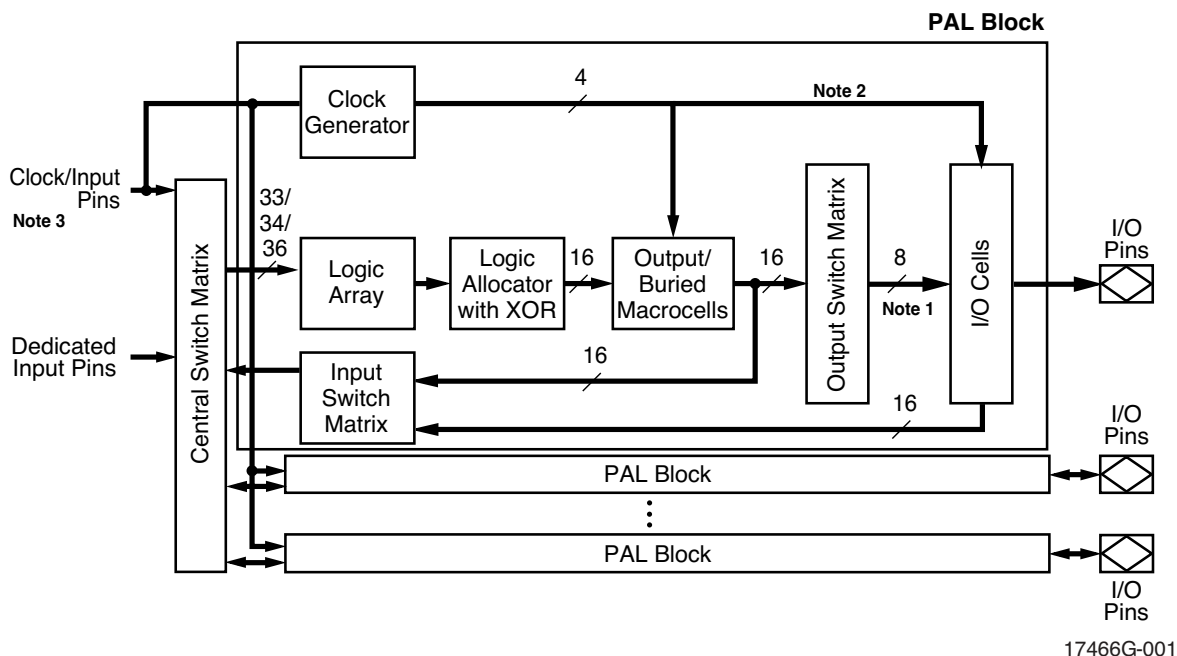 PAL Block
4
Note 2
Clock
Generator
Clock/Input
Pins
Note 3
33/
34/
36
Central Switch Matrix
Logic
Array
Logic
Allocator
with XOR
16
Output/
Buried
Macrocells
16
Output Switch Matrix
8
Note 1
I/O Cells
I/O
Pins
Dedicated
Input Pins
Input
Switch
Matrix
16
16
I/O
Pins
PAL Block
PAL Block
I/O
Pins
17466G-001